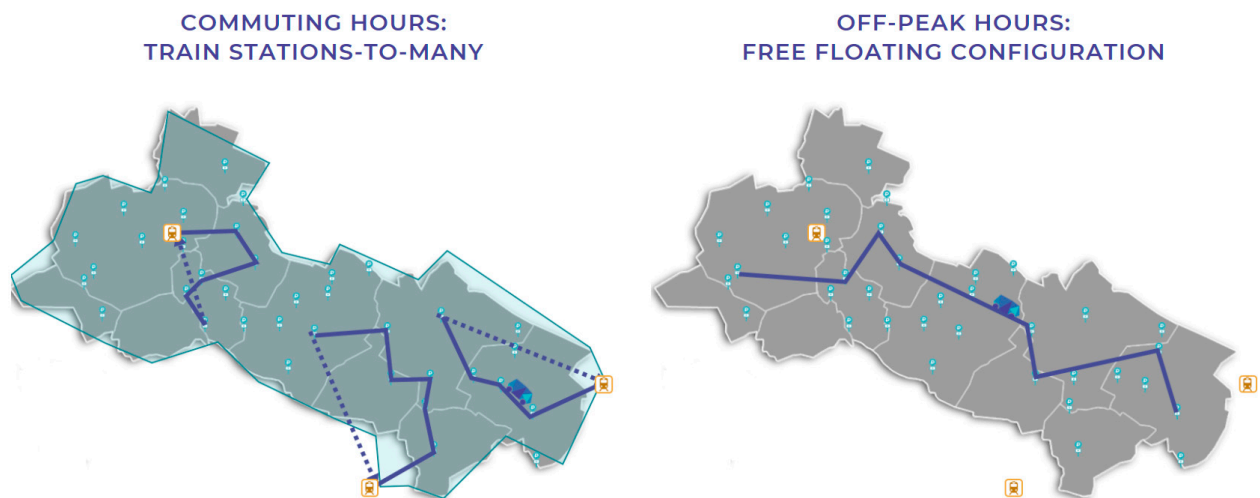 COMMUTING HOURS:
TRAIN STATIONS-TO-MANY
OFF-PEAK HOURS:
FREE FLOATING CONFIGURATION